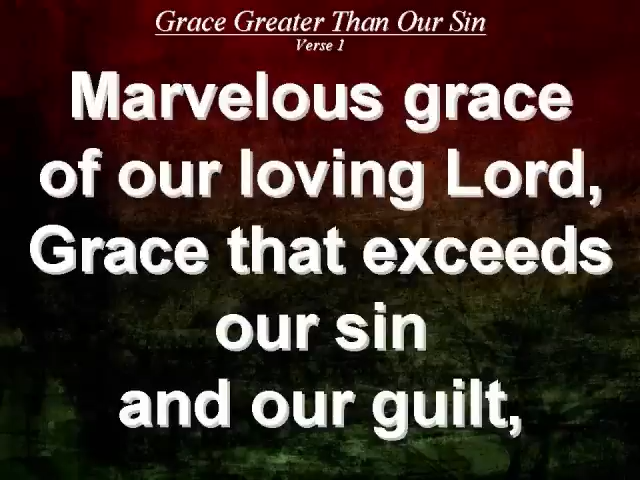 Grace Greater Than Our Sin
Verse 1
Marvelous grace
of our loving Lord,
Grace that exceeds
our sin
and our guilt,